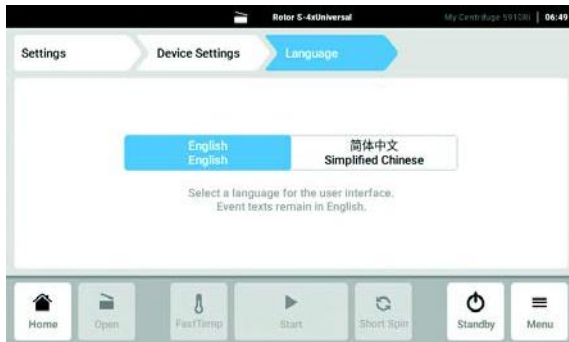 Rotor S-4xUniversal
My Centrifuge 5910Ri | 06:49
Settings
Device Settings
Language
English
English
简体中文
Simplified Chinese
Select a language for the user interface.
Event texts remain in English.
Home
Open
FastTemp
Start
Short Spin
Standby
Menu